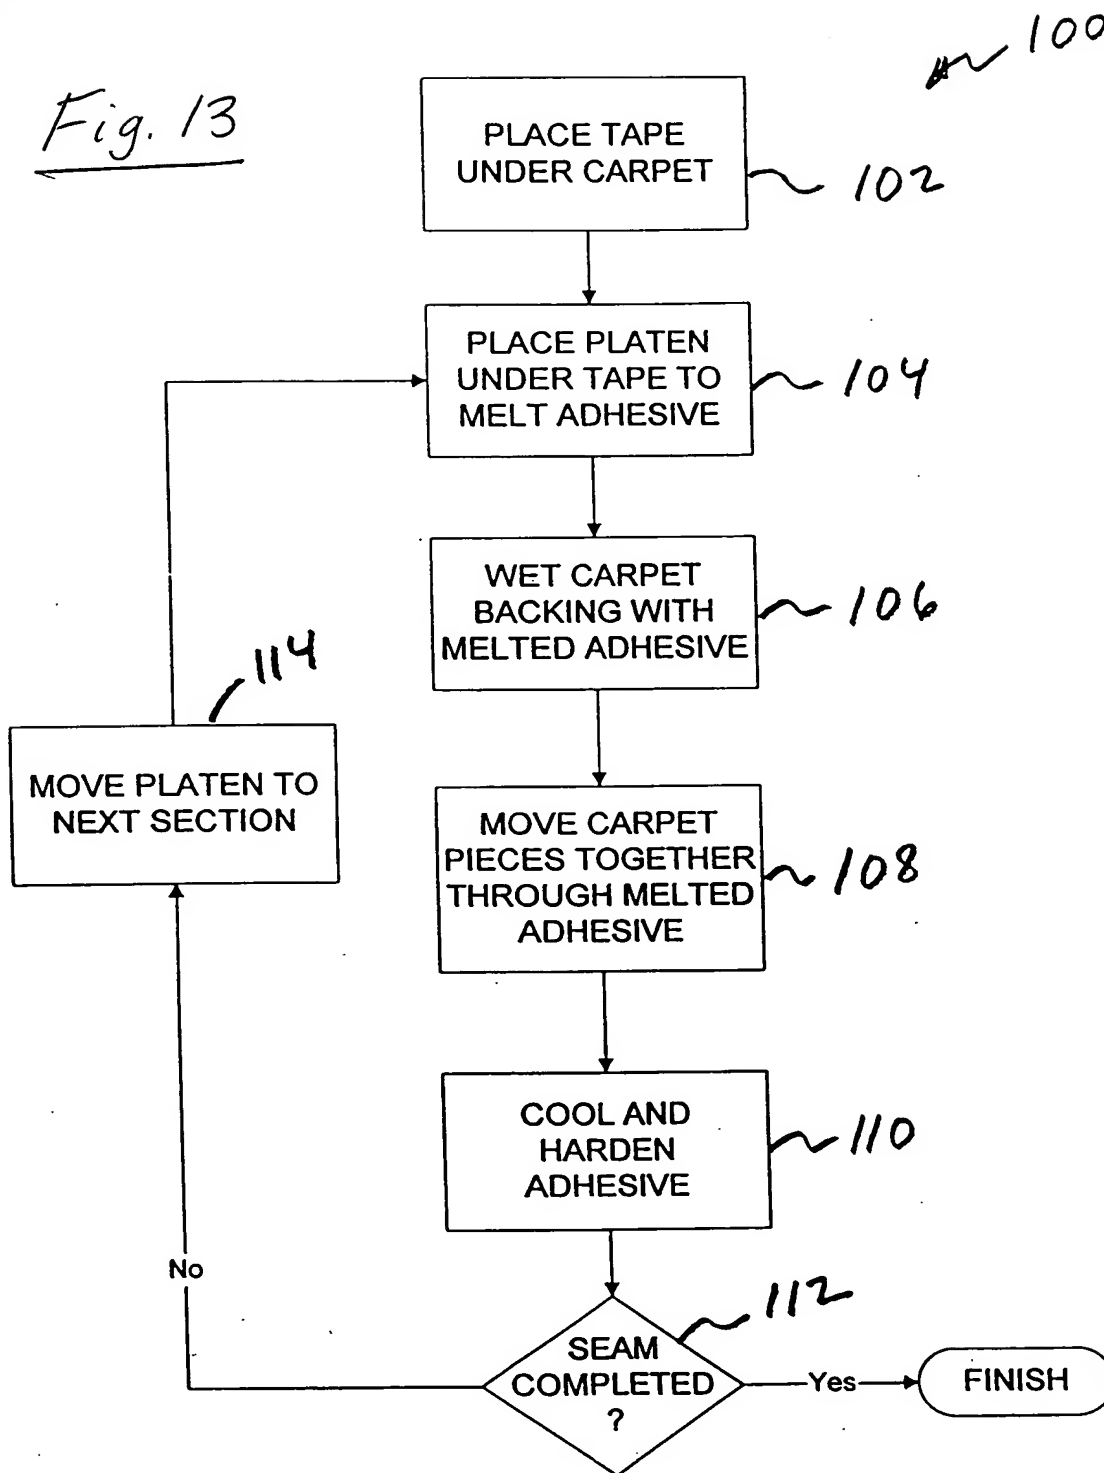 100
Fig. 13
PLACE TAPE
UNDER CARPET
102
PLACE PLATEN
UNDER TAPE TO
MELT ADHESIVE
104
WET CARPET
BACKING WITH
MELTED ADHESIVE
106
114
MOVE PLATEN TO
NEXT SECTION
MOVE CARPET
PIECES TOGETHER
THROUGH MELTED
ADHESIVE
108
COOL AND
HARDEN
ADHESIVE
110
No
112
SEAM
COMPLETED
?
Yes
FINISH